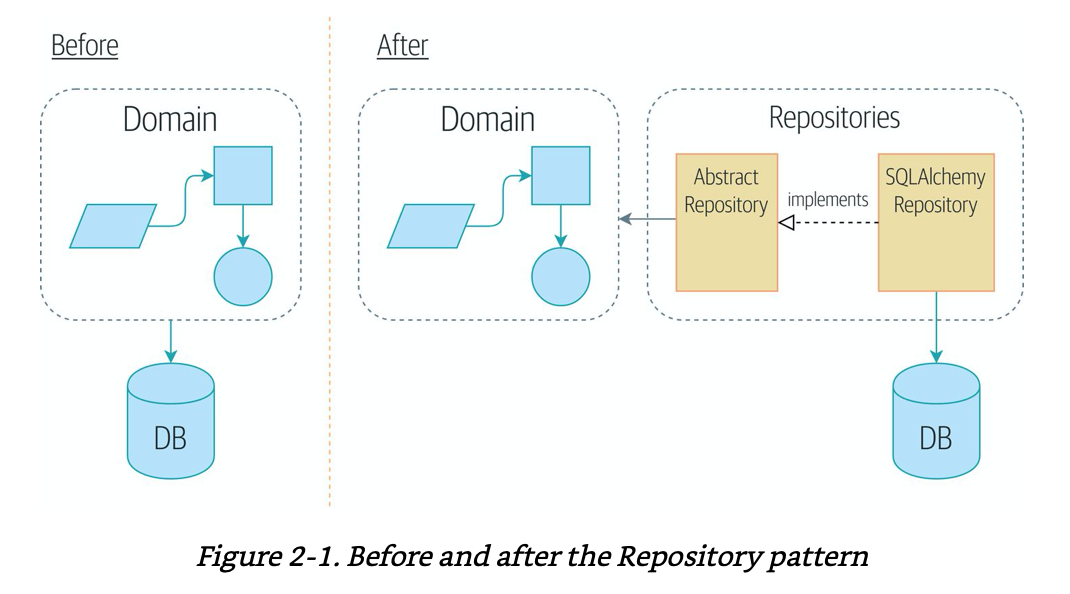 Before
After
Domain
Domain
Repositories
Abstract
Repository
implements
SQLAlchemy
Repository
DB
DB
Figure 2-1. Before and after the Repository pattern